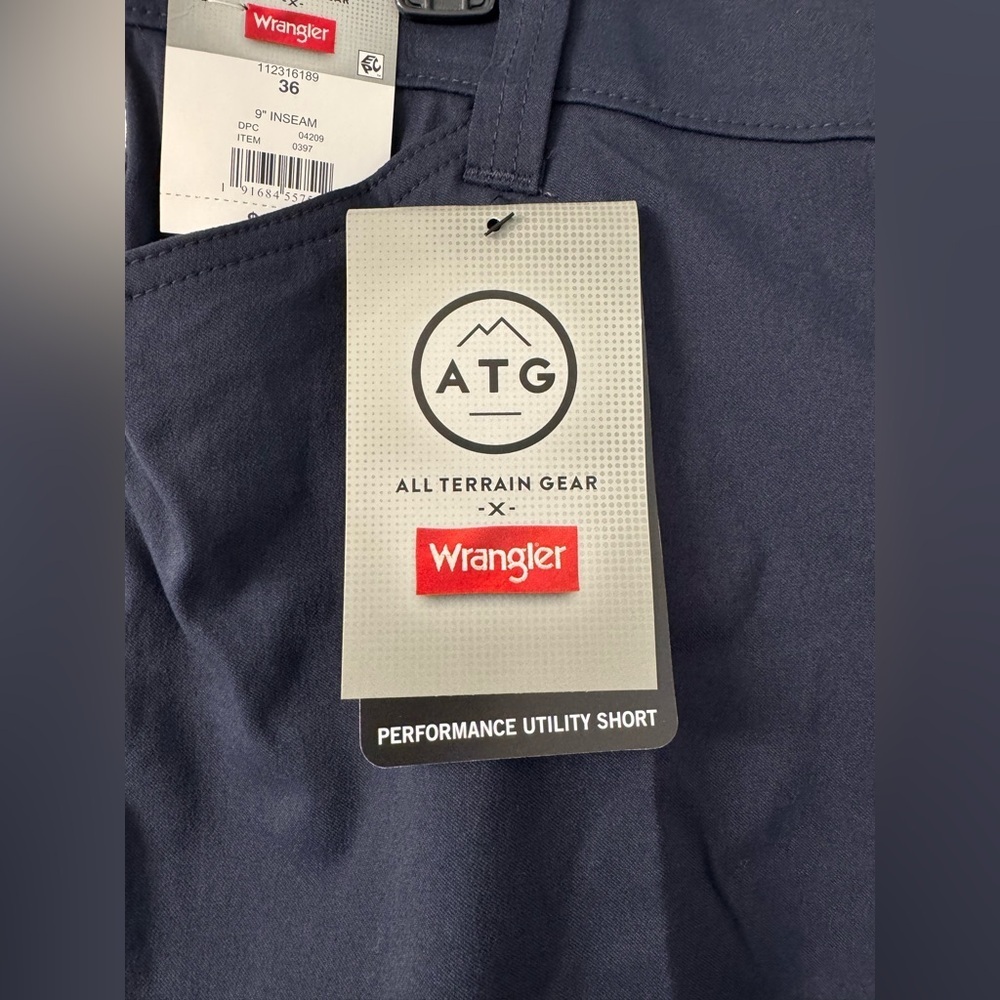 -X-
Wrangler
112316189
36
9" INSEAM
DPC 04209
ITEM 0397
ATG
ALL TERRAIN GEAR
-X-
Wrangler
PERFORMANCE UTILITY SHORT